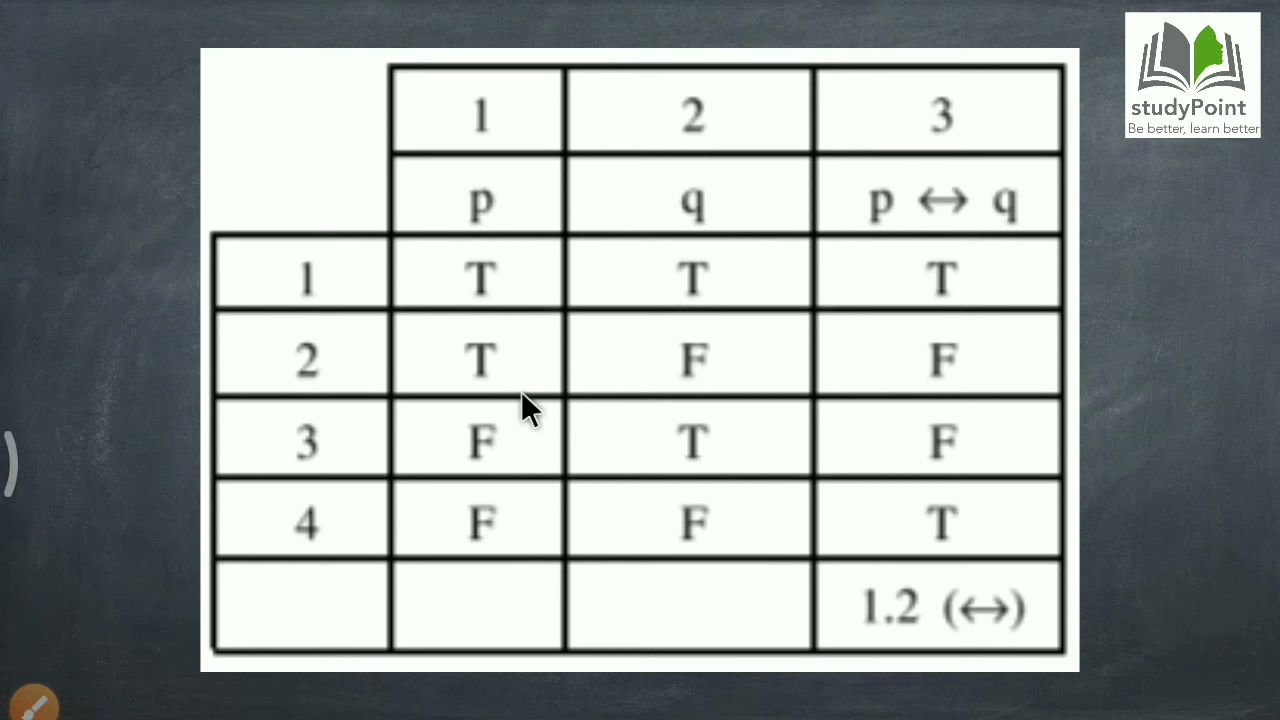 studyPoint
Be better, learn better
1 2 3
p q p ↔ q
1 T T T
2 T F F
3 F T F
4 F F T
1.2 (↔)